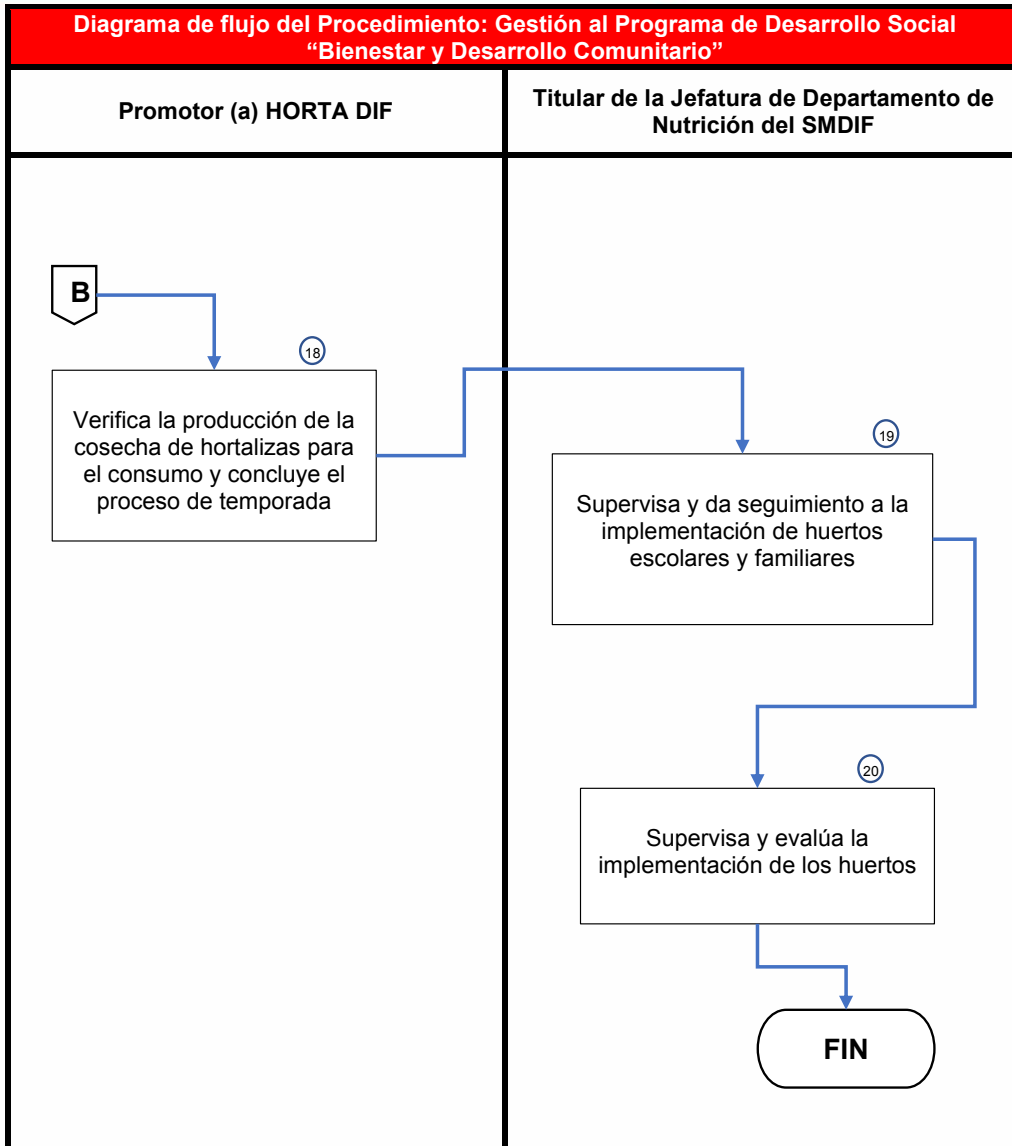 Diagrama de flujo del Procedimiento: Gestión al Programa de Desarrollo Social
“Bienestar y Desarrollo Comunitario”
Promotor (a) HORTA DIF
Titular de la Jefatura de Departamento de
Nutrición del SMDIF
B
18
Verifica la producción de la
cosecha de hortalizas para
el consumo y concluye el
proceso de temporada
19
Supervisa y da seguimiento a la
implementación de huertos
escolares y familiares
20
Supervisa y evalúa la
implementación de los huertos
FIN